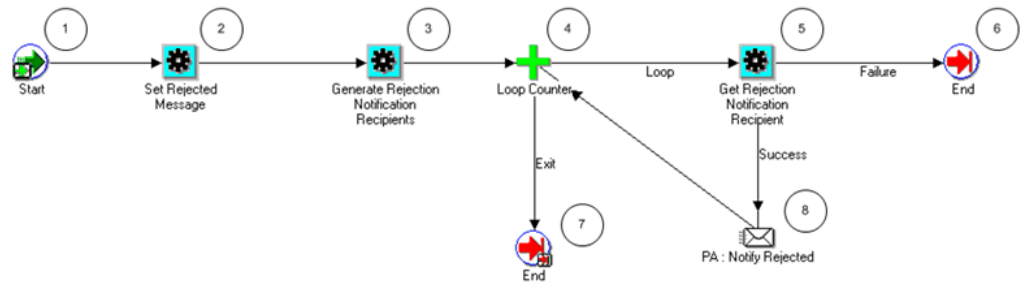 1
2
3
4
5
6
Start
Set Rejected
Message
Generate Rejection
Notification
Recipients
Loop Counter
Loop
Get Rejection
Notification
Recipient
Failure
End
Exit
Success
7
8
End
PA : Notify Rejected